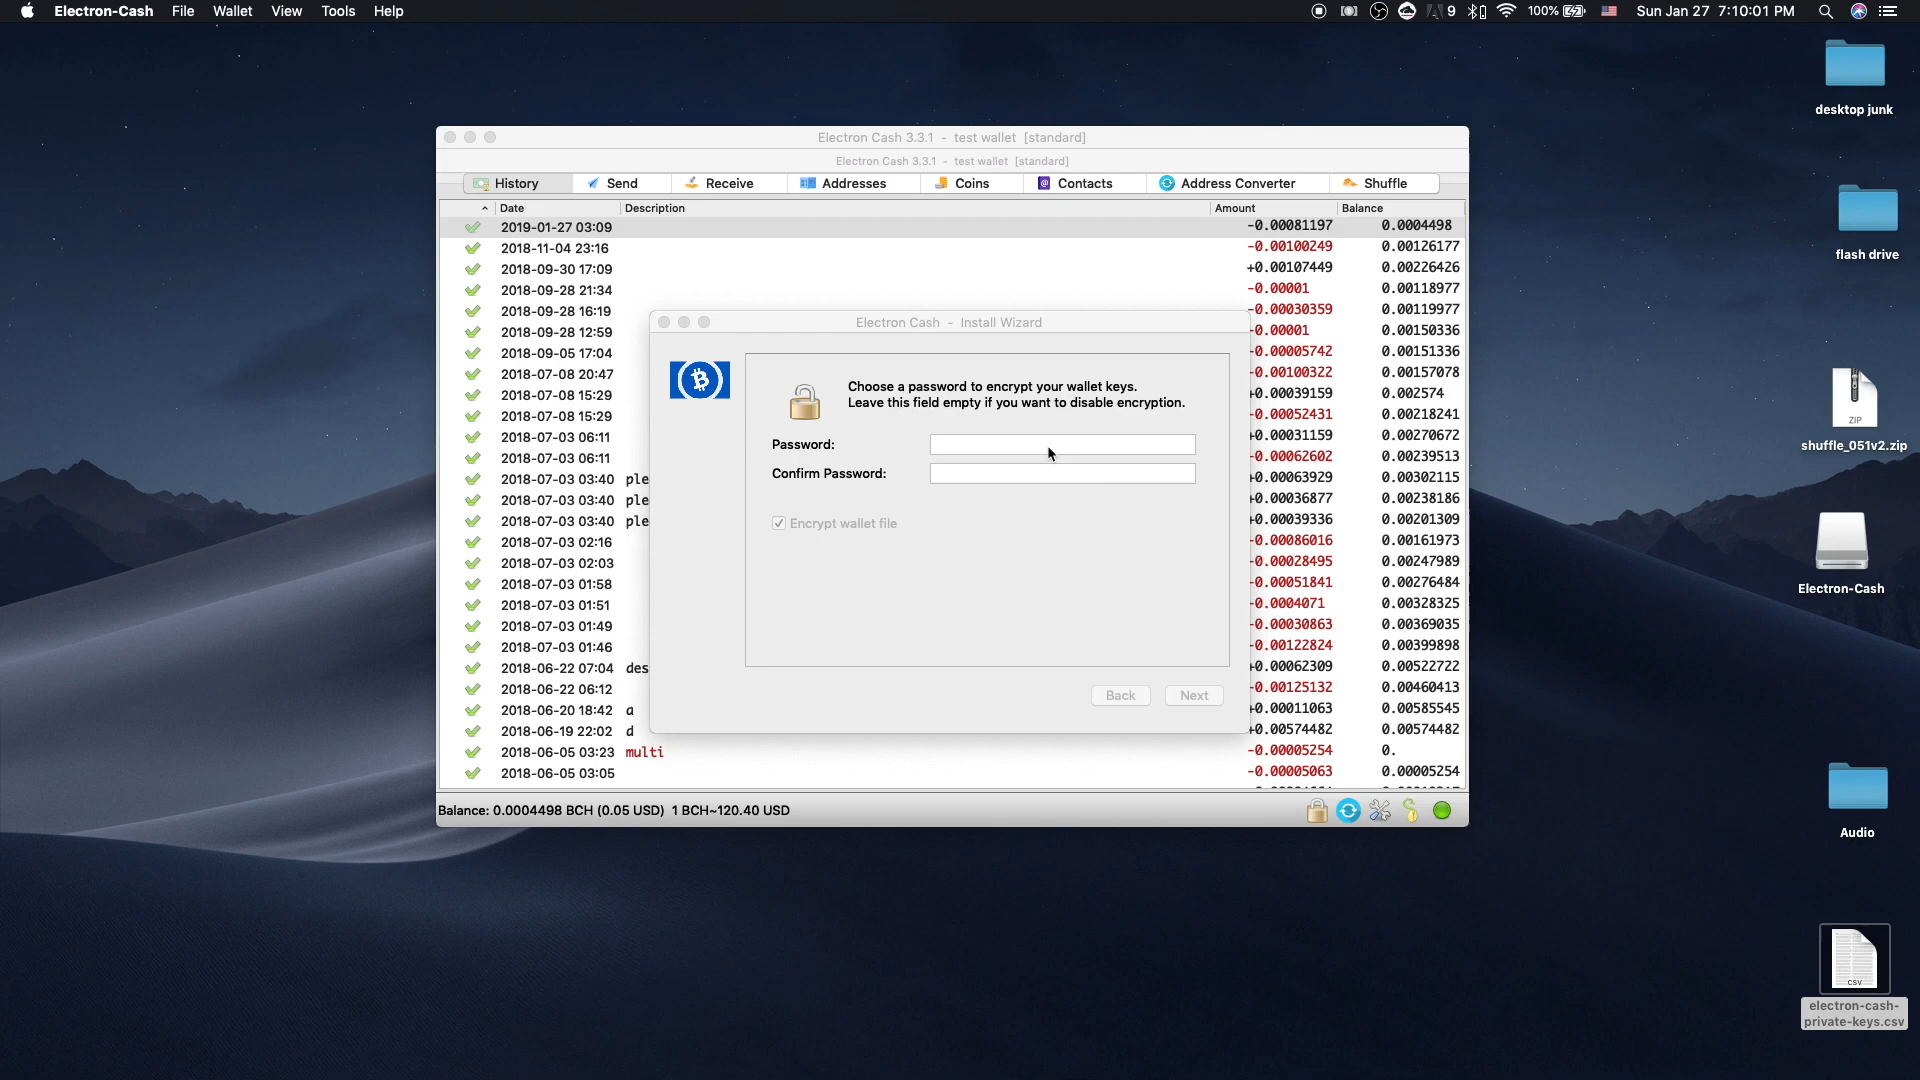 Electron-Cash File Wallet View Tools Help 9 100% Sun Jan 27 7:10:01 PM
Electron Cash 3.3.1 - test wallet [standard]
Electron Cash 3.3.1 - test wallet [standard]
History Send Receive Addresses Coins Contacts Address Converter Shuffle
Date Description Amount Balance
2019-01-27 03:09 -0.00081197 0.0004498
2018-11-04 23:16 -0.00100249 0.00126177
2018-09-30 17:09 +0.00107449 0.00226426
2018-09-28 21:34 -0.00001 0.00118977
2018-09-28 16:19 -0.00030359 0.00119977
2018-09-28 12:59 -0.00001 0.00150336
2018-09-05 17:04 -0.00005742 0.00151336
2018-07-08 20:47 -0.00100322 0.00157078
2018-07-08 15:29 +0.00039159 0.002574
2018-07-08 15:29 -0.00052431 0.00218241
2018-07-03 06:11 +0.00031159 0.00270672
2018-07-03 06:11 -0.00062602 0.00239513
2018-07-03 03:40 ple +0.00063929 0.00302115
2018-07-03 03:40 ple +0.00036877 0.00238186
2018-07-03 03:40 ple +0.00039336 0.00201309
2018-07-03 02:16 -0.00086016 0.00161973
2018-07-03 02:03 -0.00028495 0.00247989
2018-07-03 01:58 -0.00051841 0.00276484
2018-07-03 01:51 -0.0004071 0.00328325
2018-07-03 01:49 -0.00030863 0.00369035
2018-07-03 01:46 -0.00122824 0.00399898
2018-06-22 07:04 des +0.00062309 0.00522722
2018-06-22 06:12 -0.00125132 0.00460413
2018-06-20 18:42 a +0.00011063 0.00585545
2018-06-19 22:02 d +0.00574482 0.00574482
2018-06-05 03:23 multi -0.00005254 0.
2018-06-05 03:05 -0.00005063 0.00005254
Balance: 0.0004498 BCH (0.05 USD) 1 BCH~120.40 USD
Electron Cash - Install Wizard
Choose a password to encrypt your wallet keys.
Leave this field empty if you want to disable encryption.
Password:
Confirm Password:
Encrypt wallet file
Back Next
desktop junk
flash drive
ZIP
shuffle_051v2.zip
Electron-Cash
Audio
CSV
electron-cash-
private-keys.csv